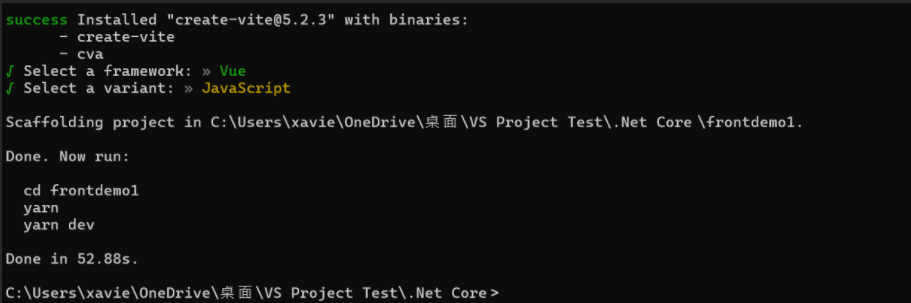 success Installed "create-vite@5.2.3" with binaries:
- create-vite
- cva
√ Select a framework: » Vue
√ Select a variant: » JavaScript
Scaffolding project in C:\Users\xavie\OneDrive\桌面\VS Project Test\.Net Core\frontdemo1.
Done. Now run:
cd frontdemo1
yarn
yarn dev
Done in 52.88s.
C:\Users\xavie\OneDrive\桌面\VS Project Test\.Net Core>